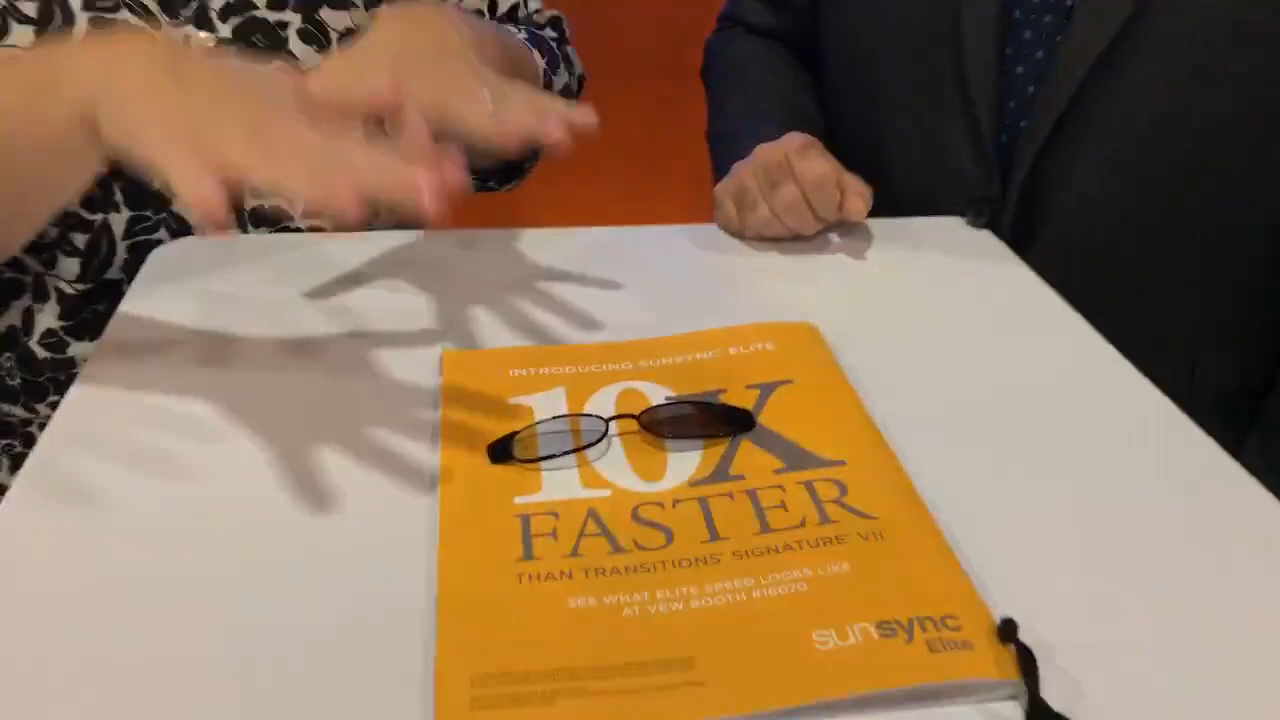 INTRODUCING SUNSYNC ELITE
10X
FASTER
THAN TRANSITIONS SIGNATURE VII
SEE WHAT ELITE SPEED LOOKS LIKE
AT VEW BOOTH #16070
sunsync
Elite